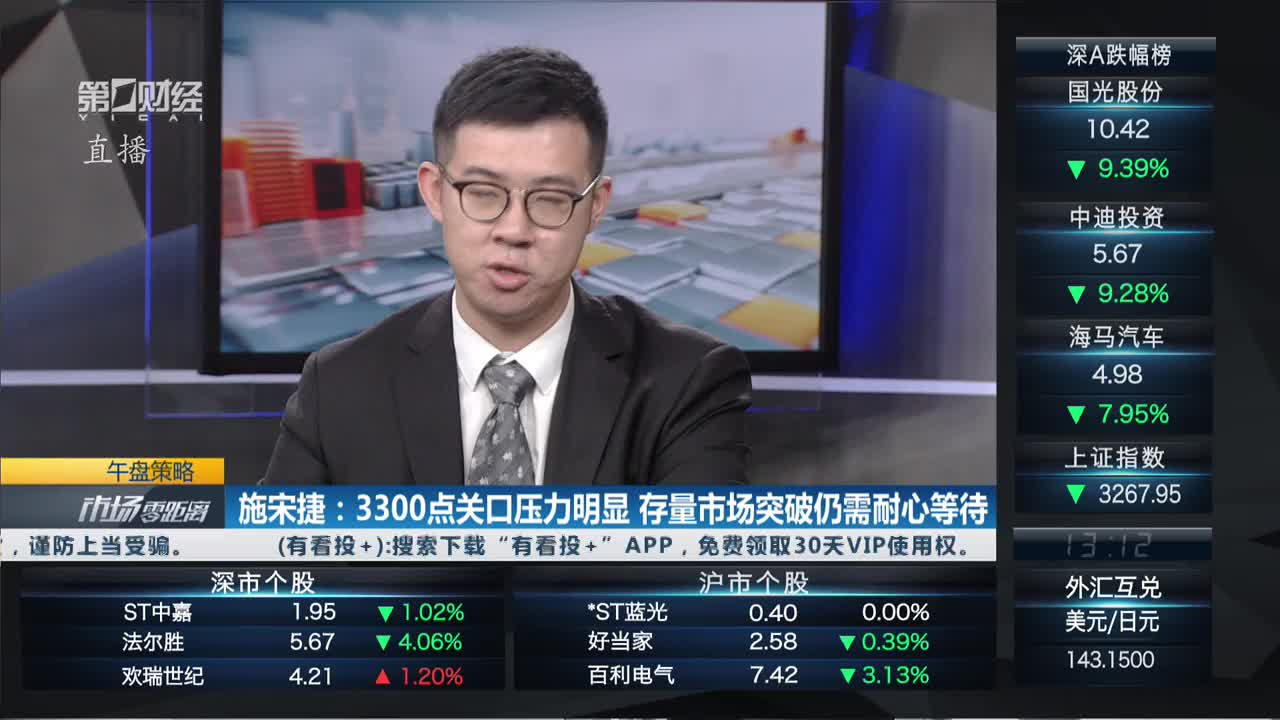 第一财经
YICAI
直播
午盘策略
市场零距离
施宋捷：3300点关口压力明显 存量市场突破仍需耐心等待
，谨防上当受骗。 (有看投+):搜索下载“有看投+”APP，免费领取30天VIP使用权。
深市个股
ST中嘉 1.95 ▼1.02%
法尔胜 5.67 ▼4.06%
欢瑞世纪 4.21 ▲1.20%
沪市个股
*ST蓝光 0.40 0.00%
好当家 2.58 ▼0.39%
百利电气 7.42 ▼3.13%
深A跌幅榜
国光股份
10.42
▼ 9.39%
中迪投资
5.67
▼ 9.28%
海马汽车
4.98
▼ 7.95%
上证指数
▼ 3267.95
13:12
外汇互兑
美元/日元
143.1500